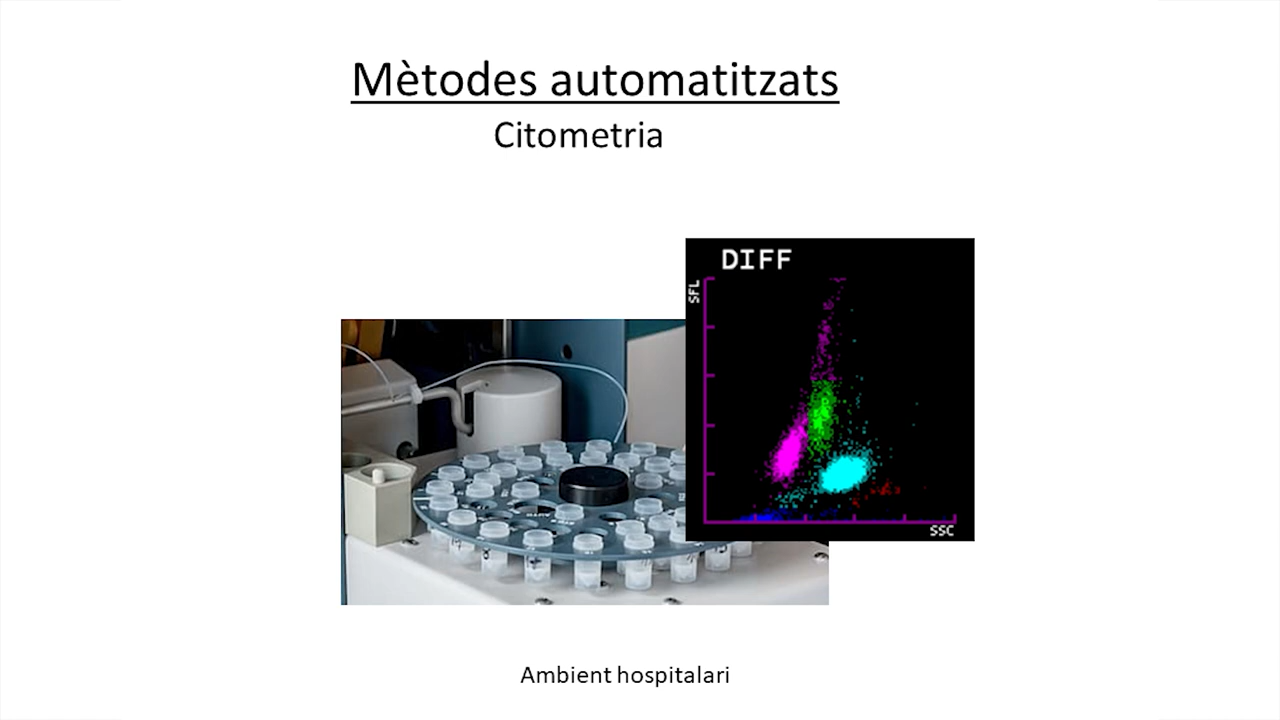 Mètodes automatitzats
Citometria
DIFF
SFL
SSC
Ambient hospitalari